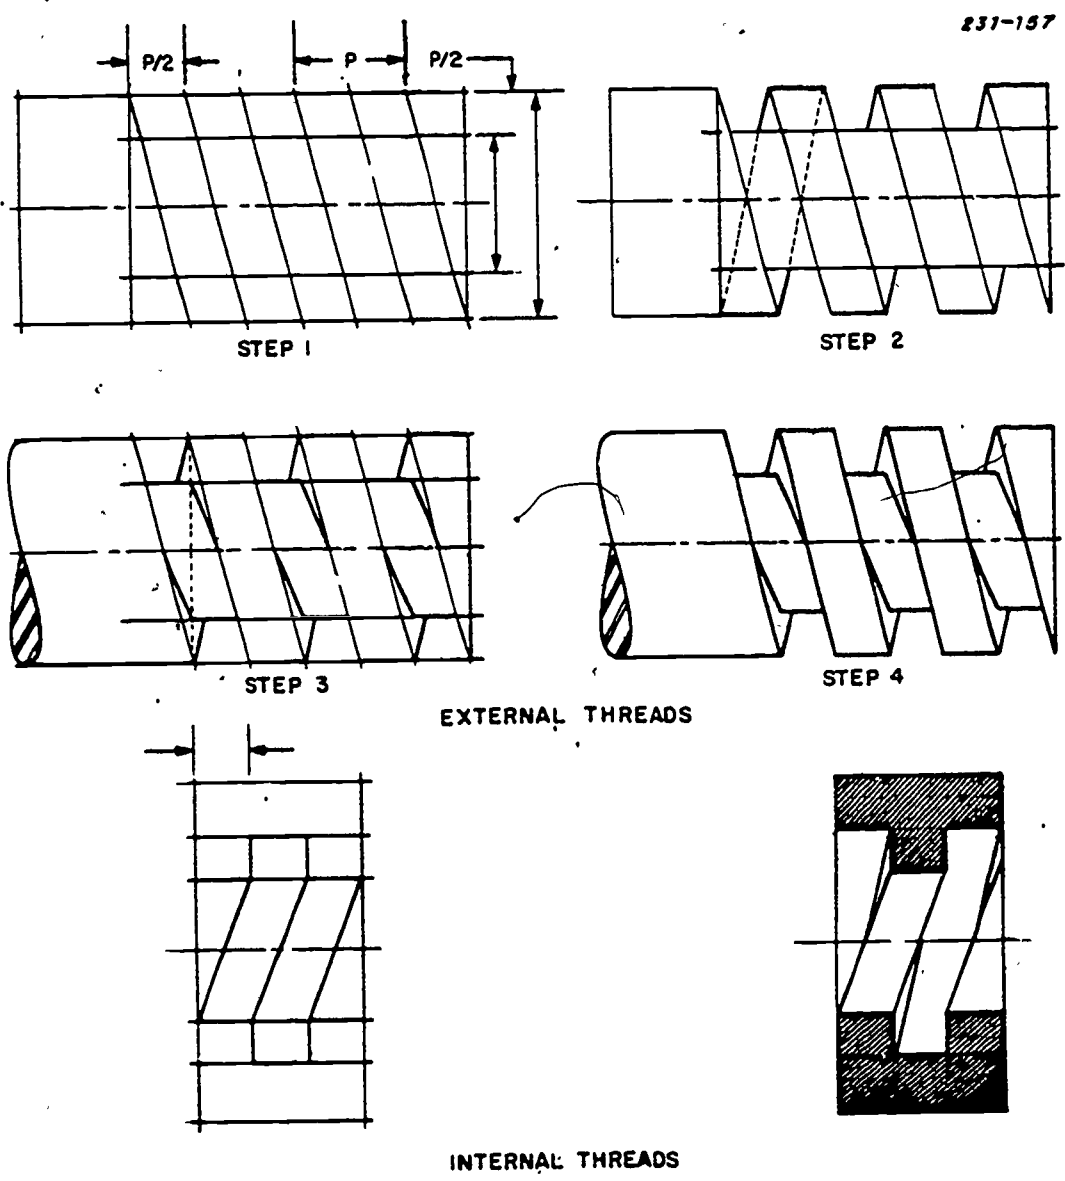 231-157
P/2 P P/2
STEP 1
STEP 2
STEP 3
STEP 4
EXTERNAL THREADS
INTERNAL THREADS